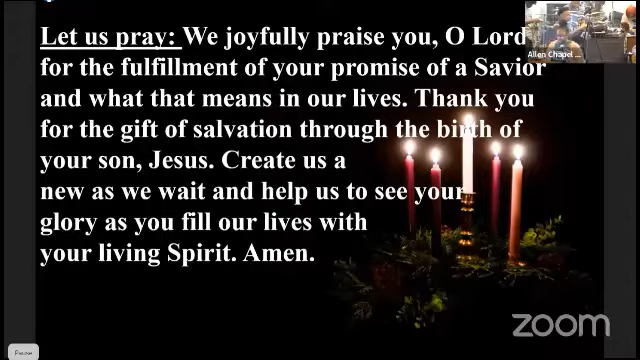 Let us pray: We joyfully praise you, O Lord
for the fulfillment of your promise of a Savior
and what that means in our lives. Thank you
for the gift of salvation through the birth of
your son, Jesus. Create us a
new as we wait and help us to see your
glory as you fill our lives with
your living Spirit. Amen.
Allen Chapel ...
zoom